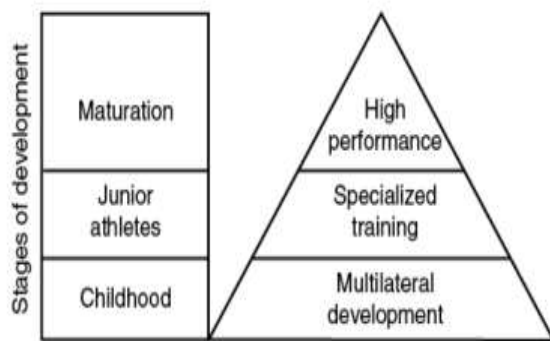 Stages of development
Maturation
High
performance
Junior
athletes
Specialized
training
Childhood
Multilateral
development